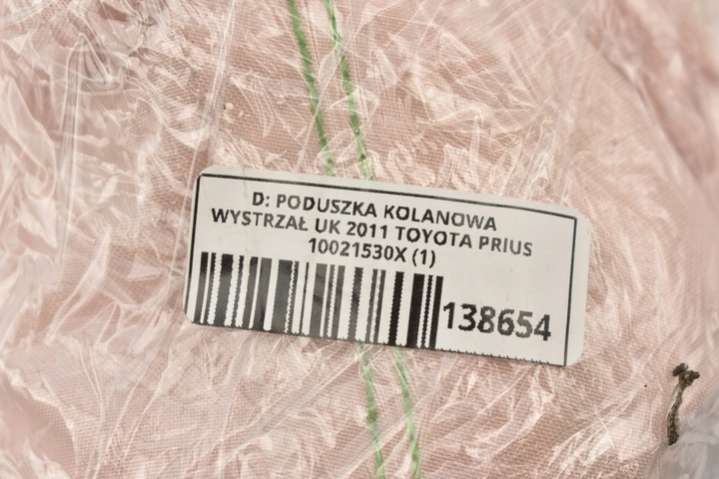 D: PODUSZKA KOLANOWA
WYSTRZAŁ UK 2011 TOYOTA PRIUS
10021530X (1)
138654